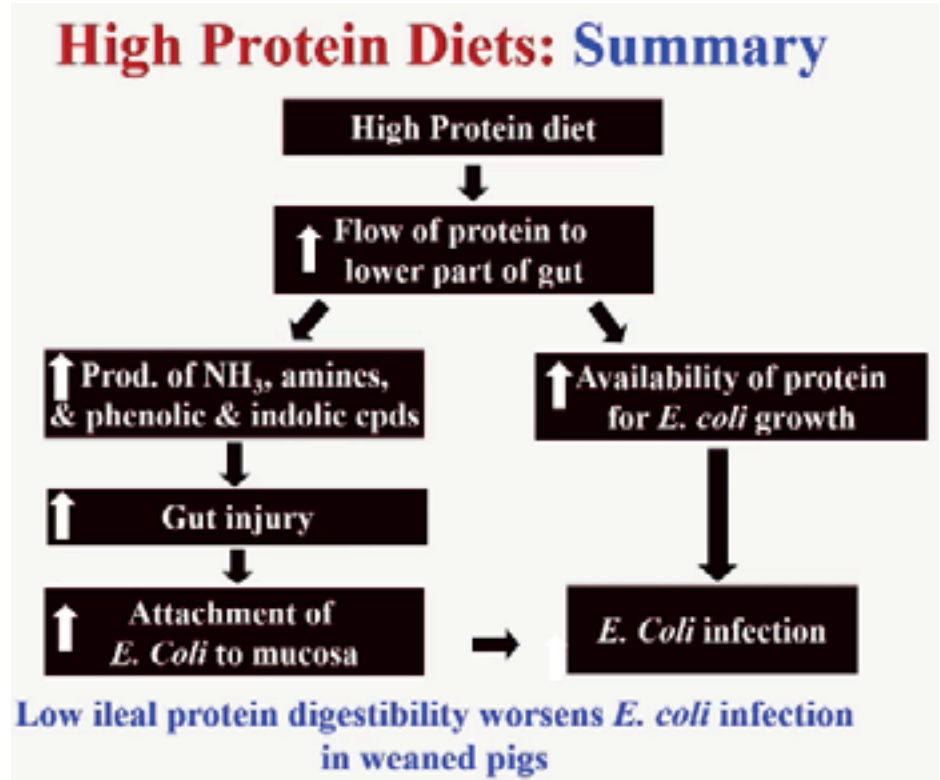 High Protein Diets: Summary
High Protein diet
Flow of protein to
lower part of gut
Prod. of NH₃, amines,
& phenolic & indolic cpds
Availability of protein
for E. coli growth
Gut injury
Attachment of
E. Coli to mucosa
E. Coli infection
Low ileal protein digestibility worsens E. coli infection
in weaned pigs